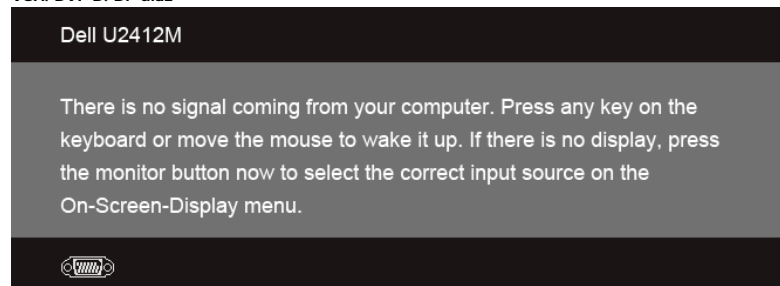 Dell U2412M
There is no signal coming from your computer. Press any key on the
keyboard or move the mouse to wake it up. If there is no display, press
the monitor button now to select the correct input source on the
On-Screen-Display menu.